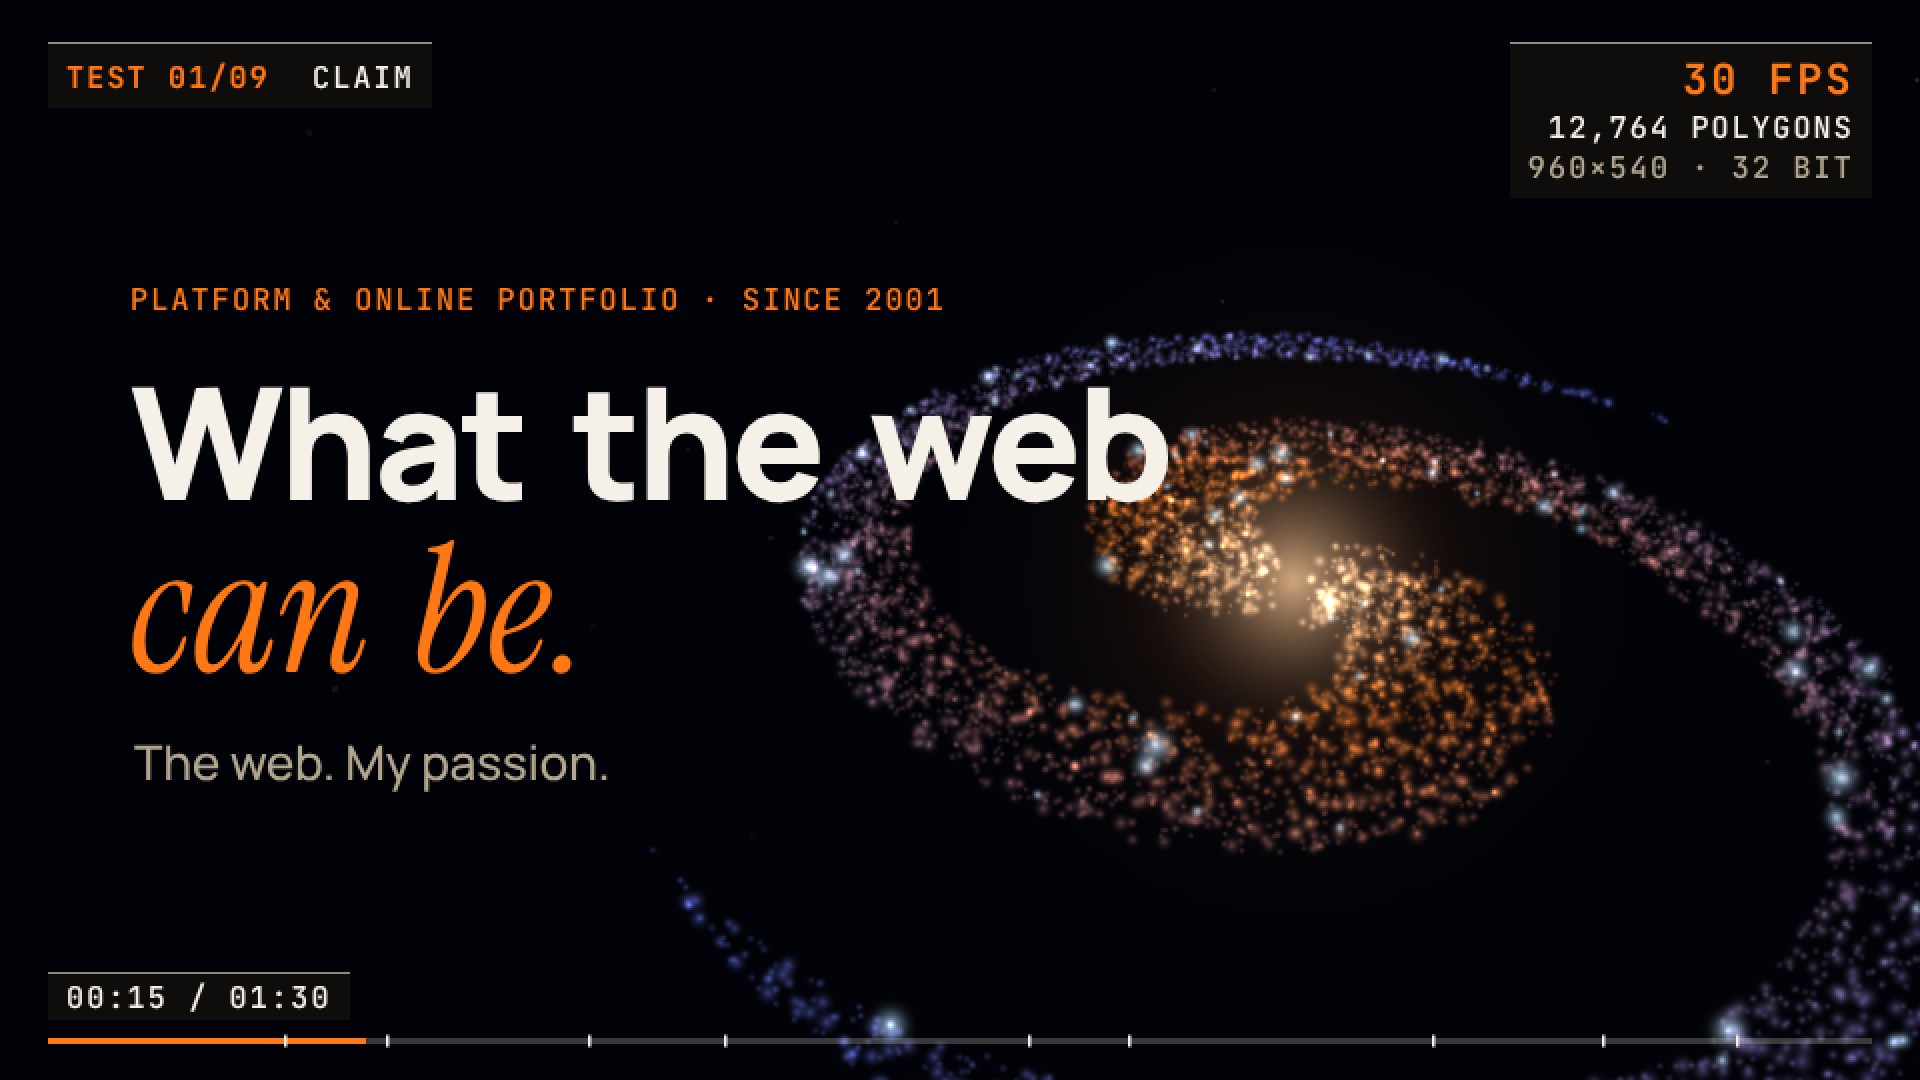 TEST 01/09 CLAIM
30 FPS
12,764 POLYGONS
960×540 · 32 BIT
PLATFORM & ONLINE PORTFOLIO · SINCE 2001
What the web
can be.
The web. My passion.
00:15 / 01:30